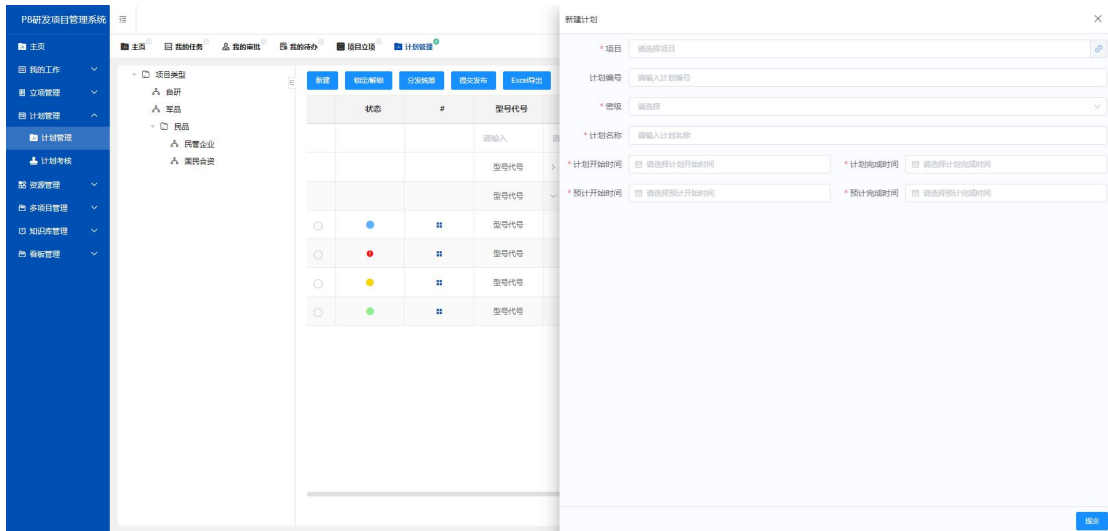 P8研发项目管理系统
主页
我的工作
立项管理
计划管理
计划管理
计划考核
资源管理
多项目管理
知识库管理
看板管理
主页 我的任务 我的审批 我的待办 项目立项 计划管理
项目类型
自研
军品
民品
民营企业
国民合资
新建 锁定/解锁 分发统筹 提交发布 Excel导出
状态 # 型号代号
请输入 请
型号代号
型号代号
型号代号
型号代号
型号代号
型号代号
新建计划
* 项目 请选择项目
计划编号 请输入计划编号
* 密级 请选择
* 计划名称 请输入计划名称
* 计划开始时间 请选择计划开始时间 * 计划完成时间 请选择计划完成时间
* 预计开始时间 请选择预计开始时间 * 预计完成时间 请选择预计完成时间
提交